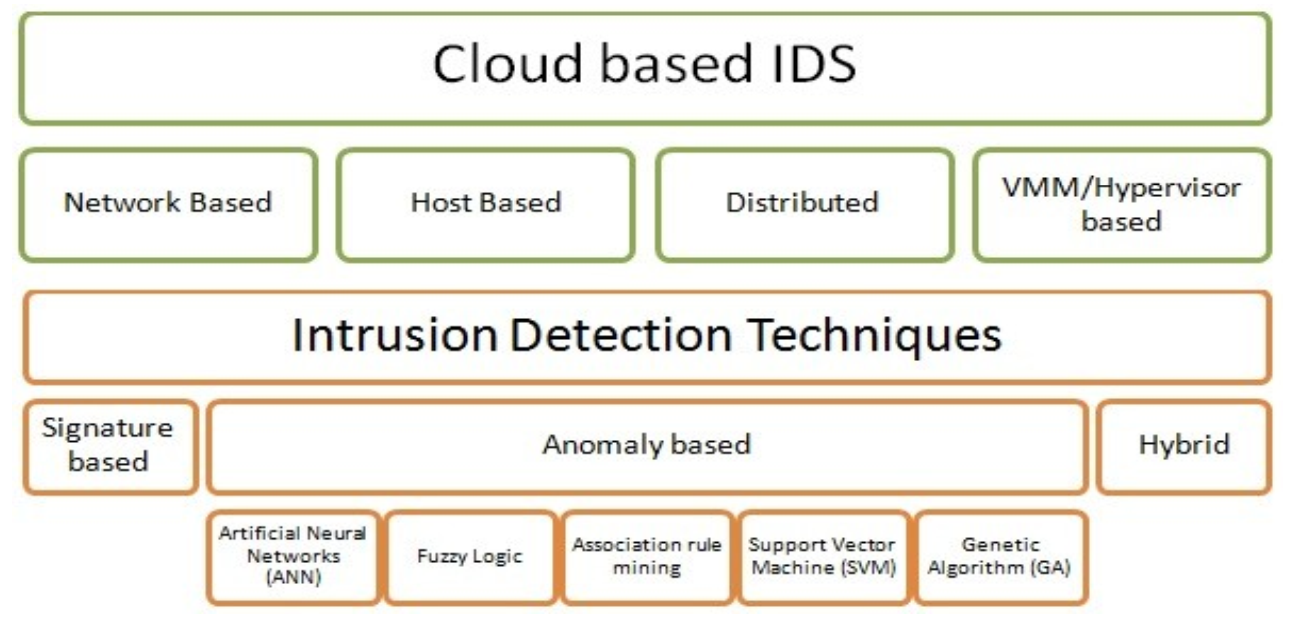 Cloud based IDS
Network Based
Host Based
Distributed
VMM/Hypervisor
based
Intrusion Detection Techniques
Signature
based
Anomaly based
Hybrid
Artificial Neural
Networks
(ANN)
Fuzzy Logic
Association rule
mining
Support Vector
Machine (SVM)
Genetic
Algorithm (GA)